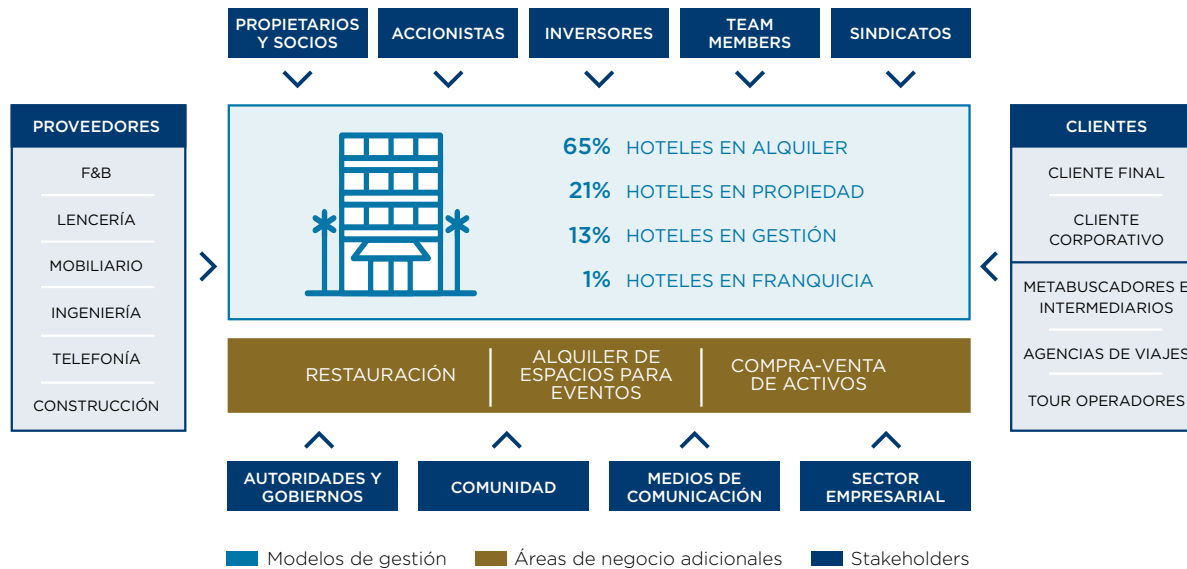 PROPIETARIOS
Y SOCIOS
ACCIONISTAS
INVERSORES
TEAM
MEMBERS
SINDICATOS
PROVEEDORES
F&B
LENCERÍA
MOBILIARIO
INGENIERÍA
TELEFONÍA
CONSTRUCCIÓN
65% HOTELES EN ALQUILER
21% HOTELES EN PROPIEDAD
13% HOTELES EN GESTIÓN
1% HOTELES EN FRANQUICIA
CLIENTES
CLIENTE FINAL
CLIENTE
CORPORATIVO
METABUSCADORES E
INTERMEDIARIOS
AGENCIAS DE VIAJES
TOUR OPERADORES
RESTAURACIÓN
ALQUILER DE
ESPACIOS PARA
EVENTOS
COMPRA-VENTA
DE ACTIVOS
AUTORIDADES Y
GOBIERNOS
COMUNIDAD
MEDIOS DE
COMUNICACIÓN
SECTOR
EMPRESARIAL
Modelos de gestión
Áreas de negocio adicionales
Stakeholders